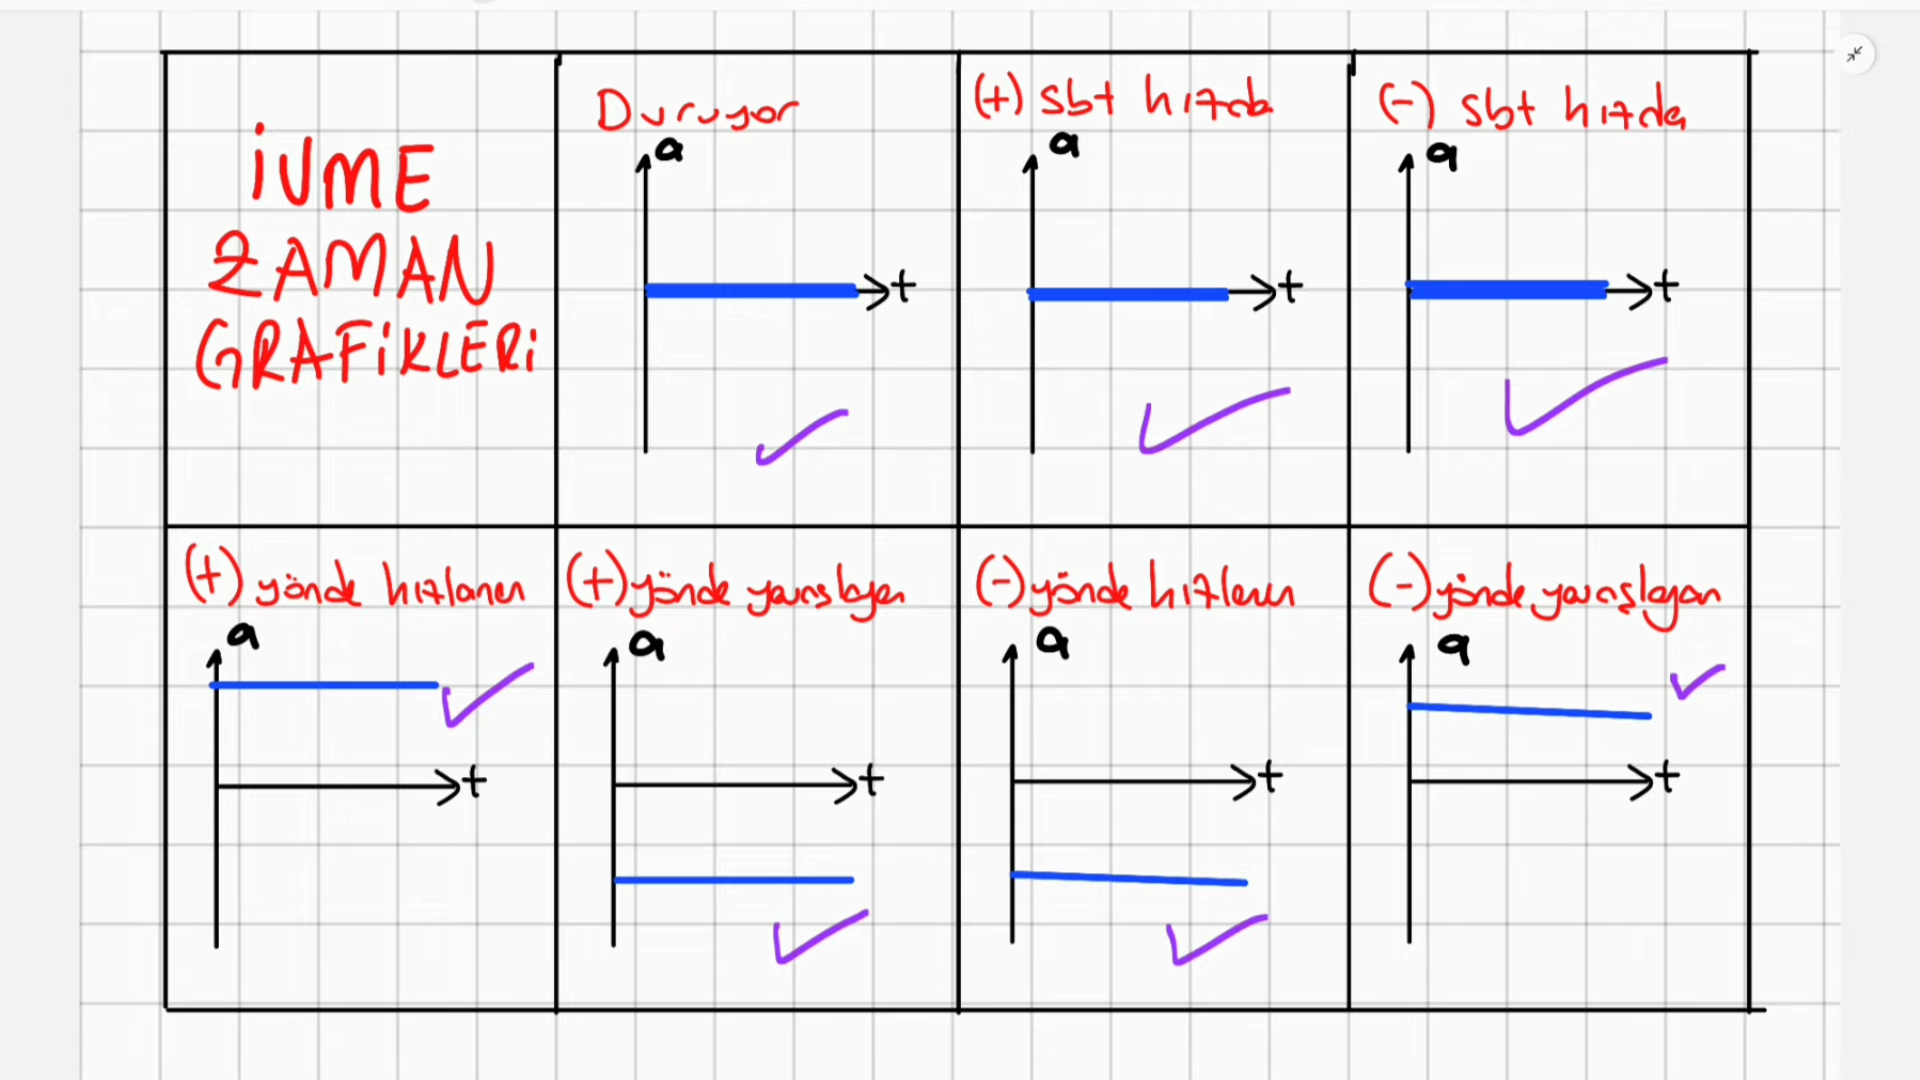 İVME
ZAMAN
GRAFİKLERİ
Duruyor
a
t
(+) sbt hızda
a
t
(-) sbt hızda
a
t
(+) yönde hızlanan
a
t
(+) yönde yavaşlayan
a
t
(-) yönde hızlanan
a
t
(-) yönde yavaşlayan
a
t